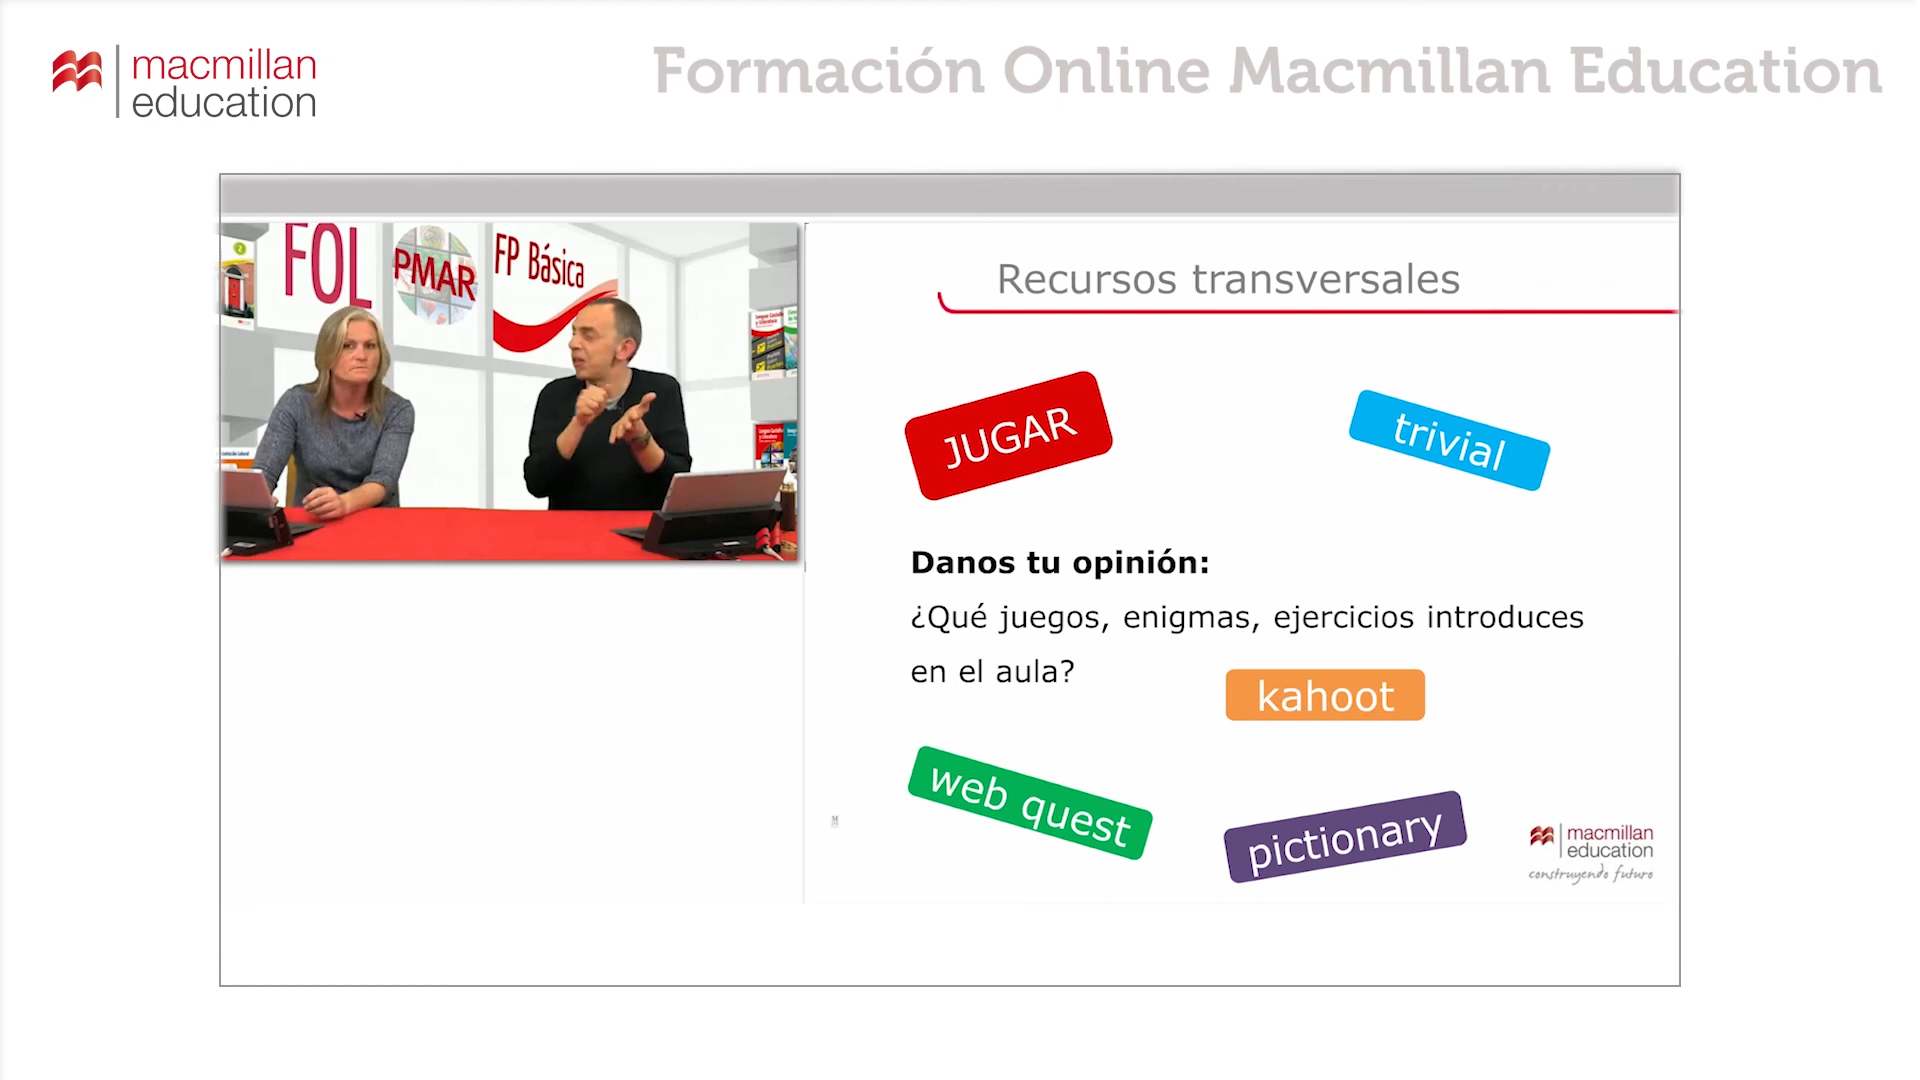 macmillan
education
Formación Online Macmillan Education
FOL
PMAR
FP Básica
Recursos transversales
JUGAR
trivial
Danos tu opinión:
¿Qué juegos, enigmas, ejercicios introduces
en el aula?
kahoot
web quest
pictionary
macmillan
education
construyendo futuro